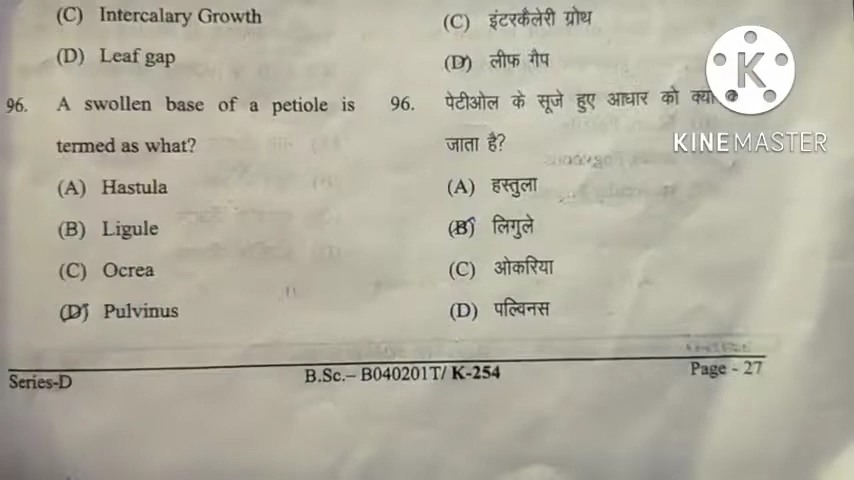 (C) Intercalary Growth
(D) Leaf gap
96. A swollen base of a petiole is
termed as what?
(A) Hastula
(B) Ligule
(C) Ocrea
(D) Pulvinus
(C) इंटरकैलेरी ग्रोथ
(D) लीफ गैप
96. पेटीओल के सूजे हुए आधार को क्या
जाता है?
(A) हस्तुला
(B) लिगुले
(C) ओकरिया
(D) पल्विनस
K
KINEMASTER
Series-D
B.Sc.– B040201T/ K-254
Page - 27